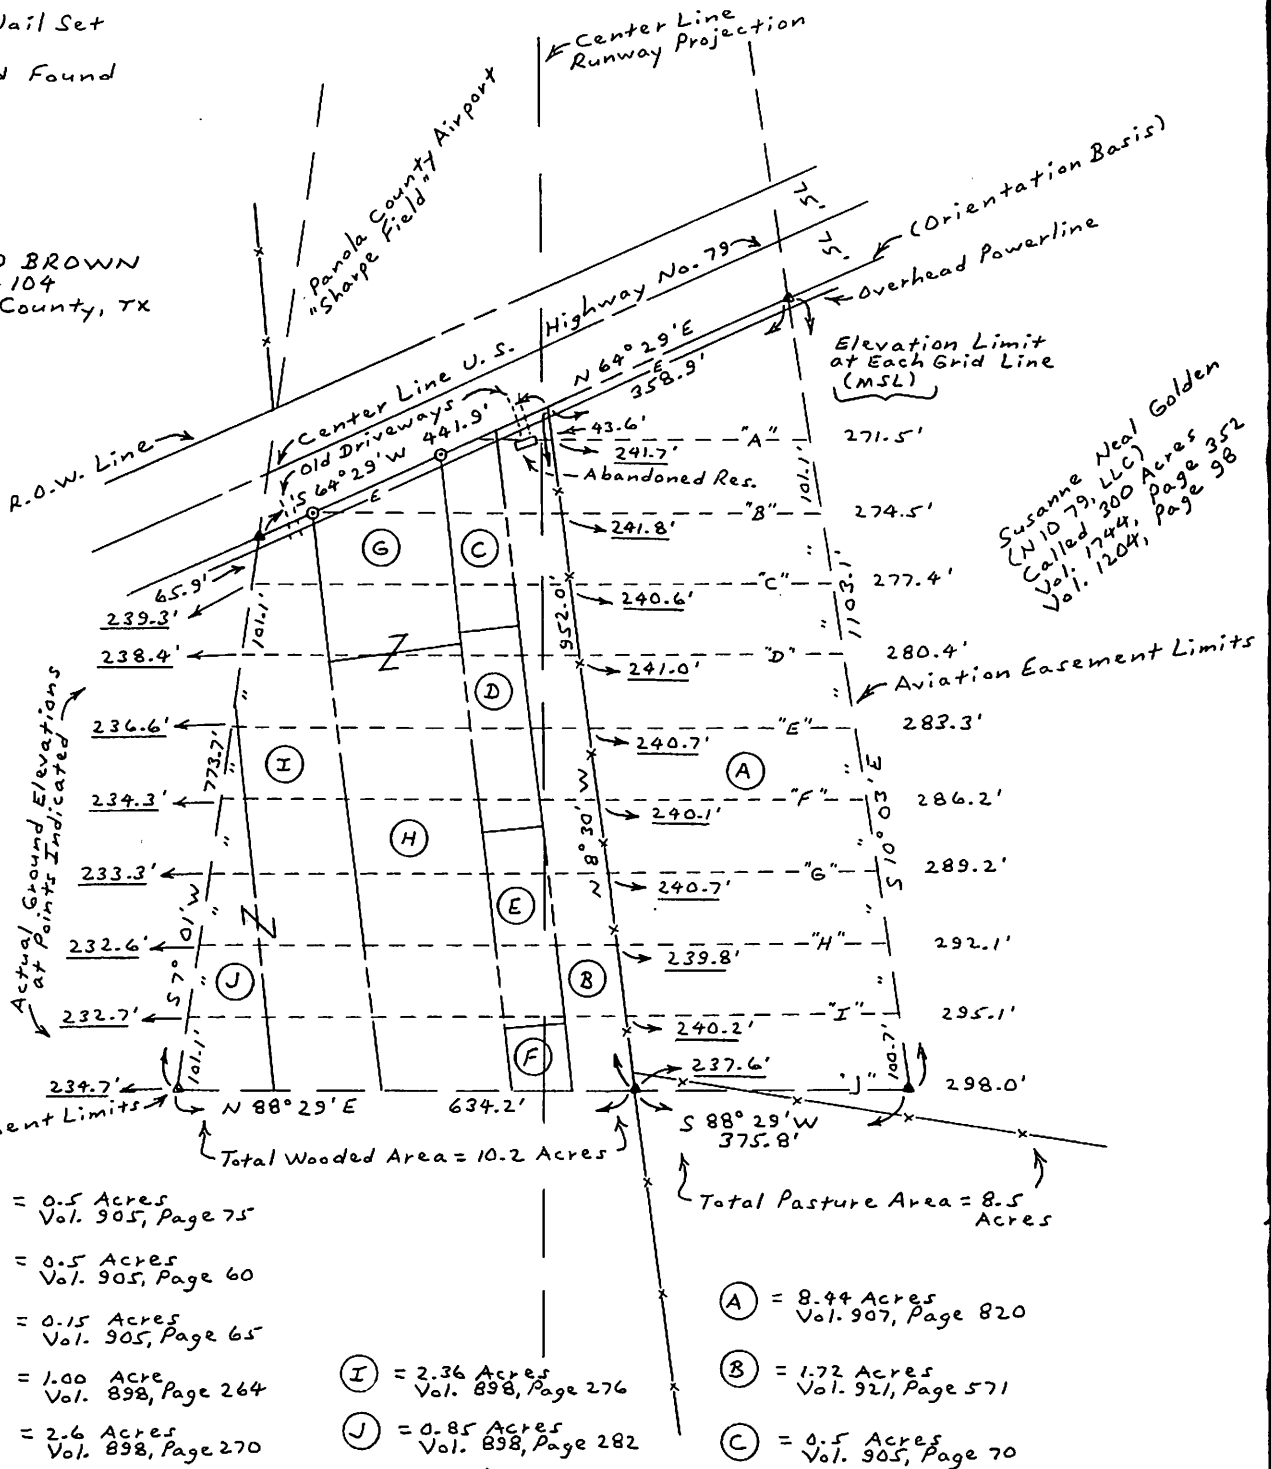 Nail Set
Found
Center Line
Runway Projection
Panola County Airport
"Sharpe Field"
BROWN
104
County, TX
(Orientation Basis)
Overhead Powerline
75'
75'
Highway No. 79
Center Line U.S.
R.O.W. Line
Old Driveways
N 64° 29' E
358.9'
S 64° 29' W 441.9'
E
E
Elevation Limit
at Each Grid Line
(MSL)
Susanne Neal Golden
(N 10 79, LLC)
Called 300 Acres
Vol. 1744, Page 352
Vol. 1204, Page 98
43.6'
241.7'
Abandoned Res.
"A" 271.5'
101.1'
241.8' "B" 274.5'
G C
65.9'
239.3' 101.1' 952.0' 240.6' "C" 277.4'
1103.1'
238.4' 241.0' "D" 280.4'
Aviation Easement Limits
D
236.6' 240.7' "E" 283.3'
773.7' I A
234.3' 240.1' "F" 286.2'
H
N 8° 30' W
S 10° 03' E
233.3' 240.7' "G" 289.2'
E
Actual Ground Elevations
at Points Indicated
S 7° 01' W
232.6' 239.8' "H" 292.1'
J B
232.7' 240.2' "I" 295.1'
101.1' F 100.7'
234.7' 237.6' "J" 298.0'
ment Limits
N 88° 29' E 634.2'
S 88° 29' W
375.8'
Total Wooded Area = 10.2 Acres
Total Pasture Area = 8.5
Acres
= 0.5 Acres
Vol. 905, Page 75
= 0.5 Acres
Vol. 905, Page 60
= 0.15 Acres
Vol. 905, Page 65
= 1.00 Acre
Vol. 898, Page 264
= 2.6 Acres
Vol. 898, Page 270
I = 2.36 Acres
Vol. 898, Page 276
J = 0.85 Acres
Vol. 898, Page 282
A = 8.44 Acres
Vol. 907, Page 820
B = 1.72 Acres
Vol. 921, Page 571
C = 0.5 Acres
Vol. 905, Page 70